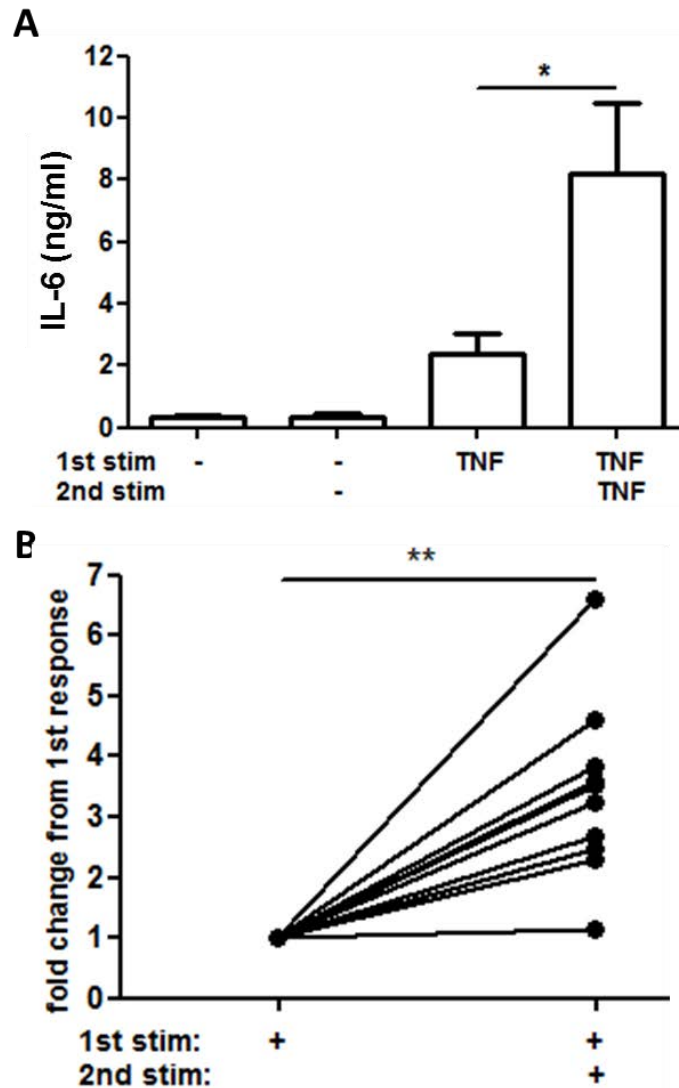 A
*
12
10
8
6
4
2
0
IL-6 (ng/ml)
1st stim - - TNF TNF
2nd stim - TNF
B
**
7
6
5
4
3
2
1
0
fold change from 1st response
1st stim: + +
2nd stim: +